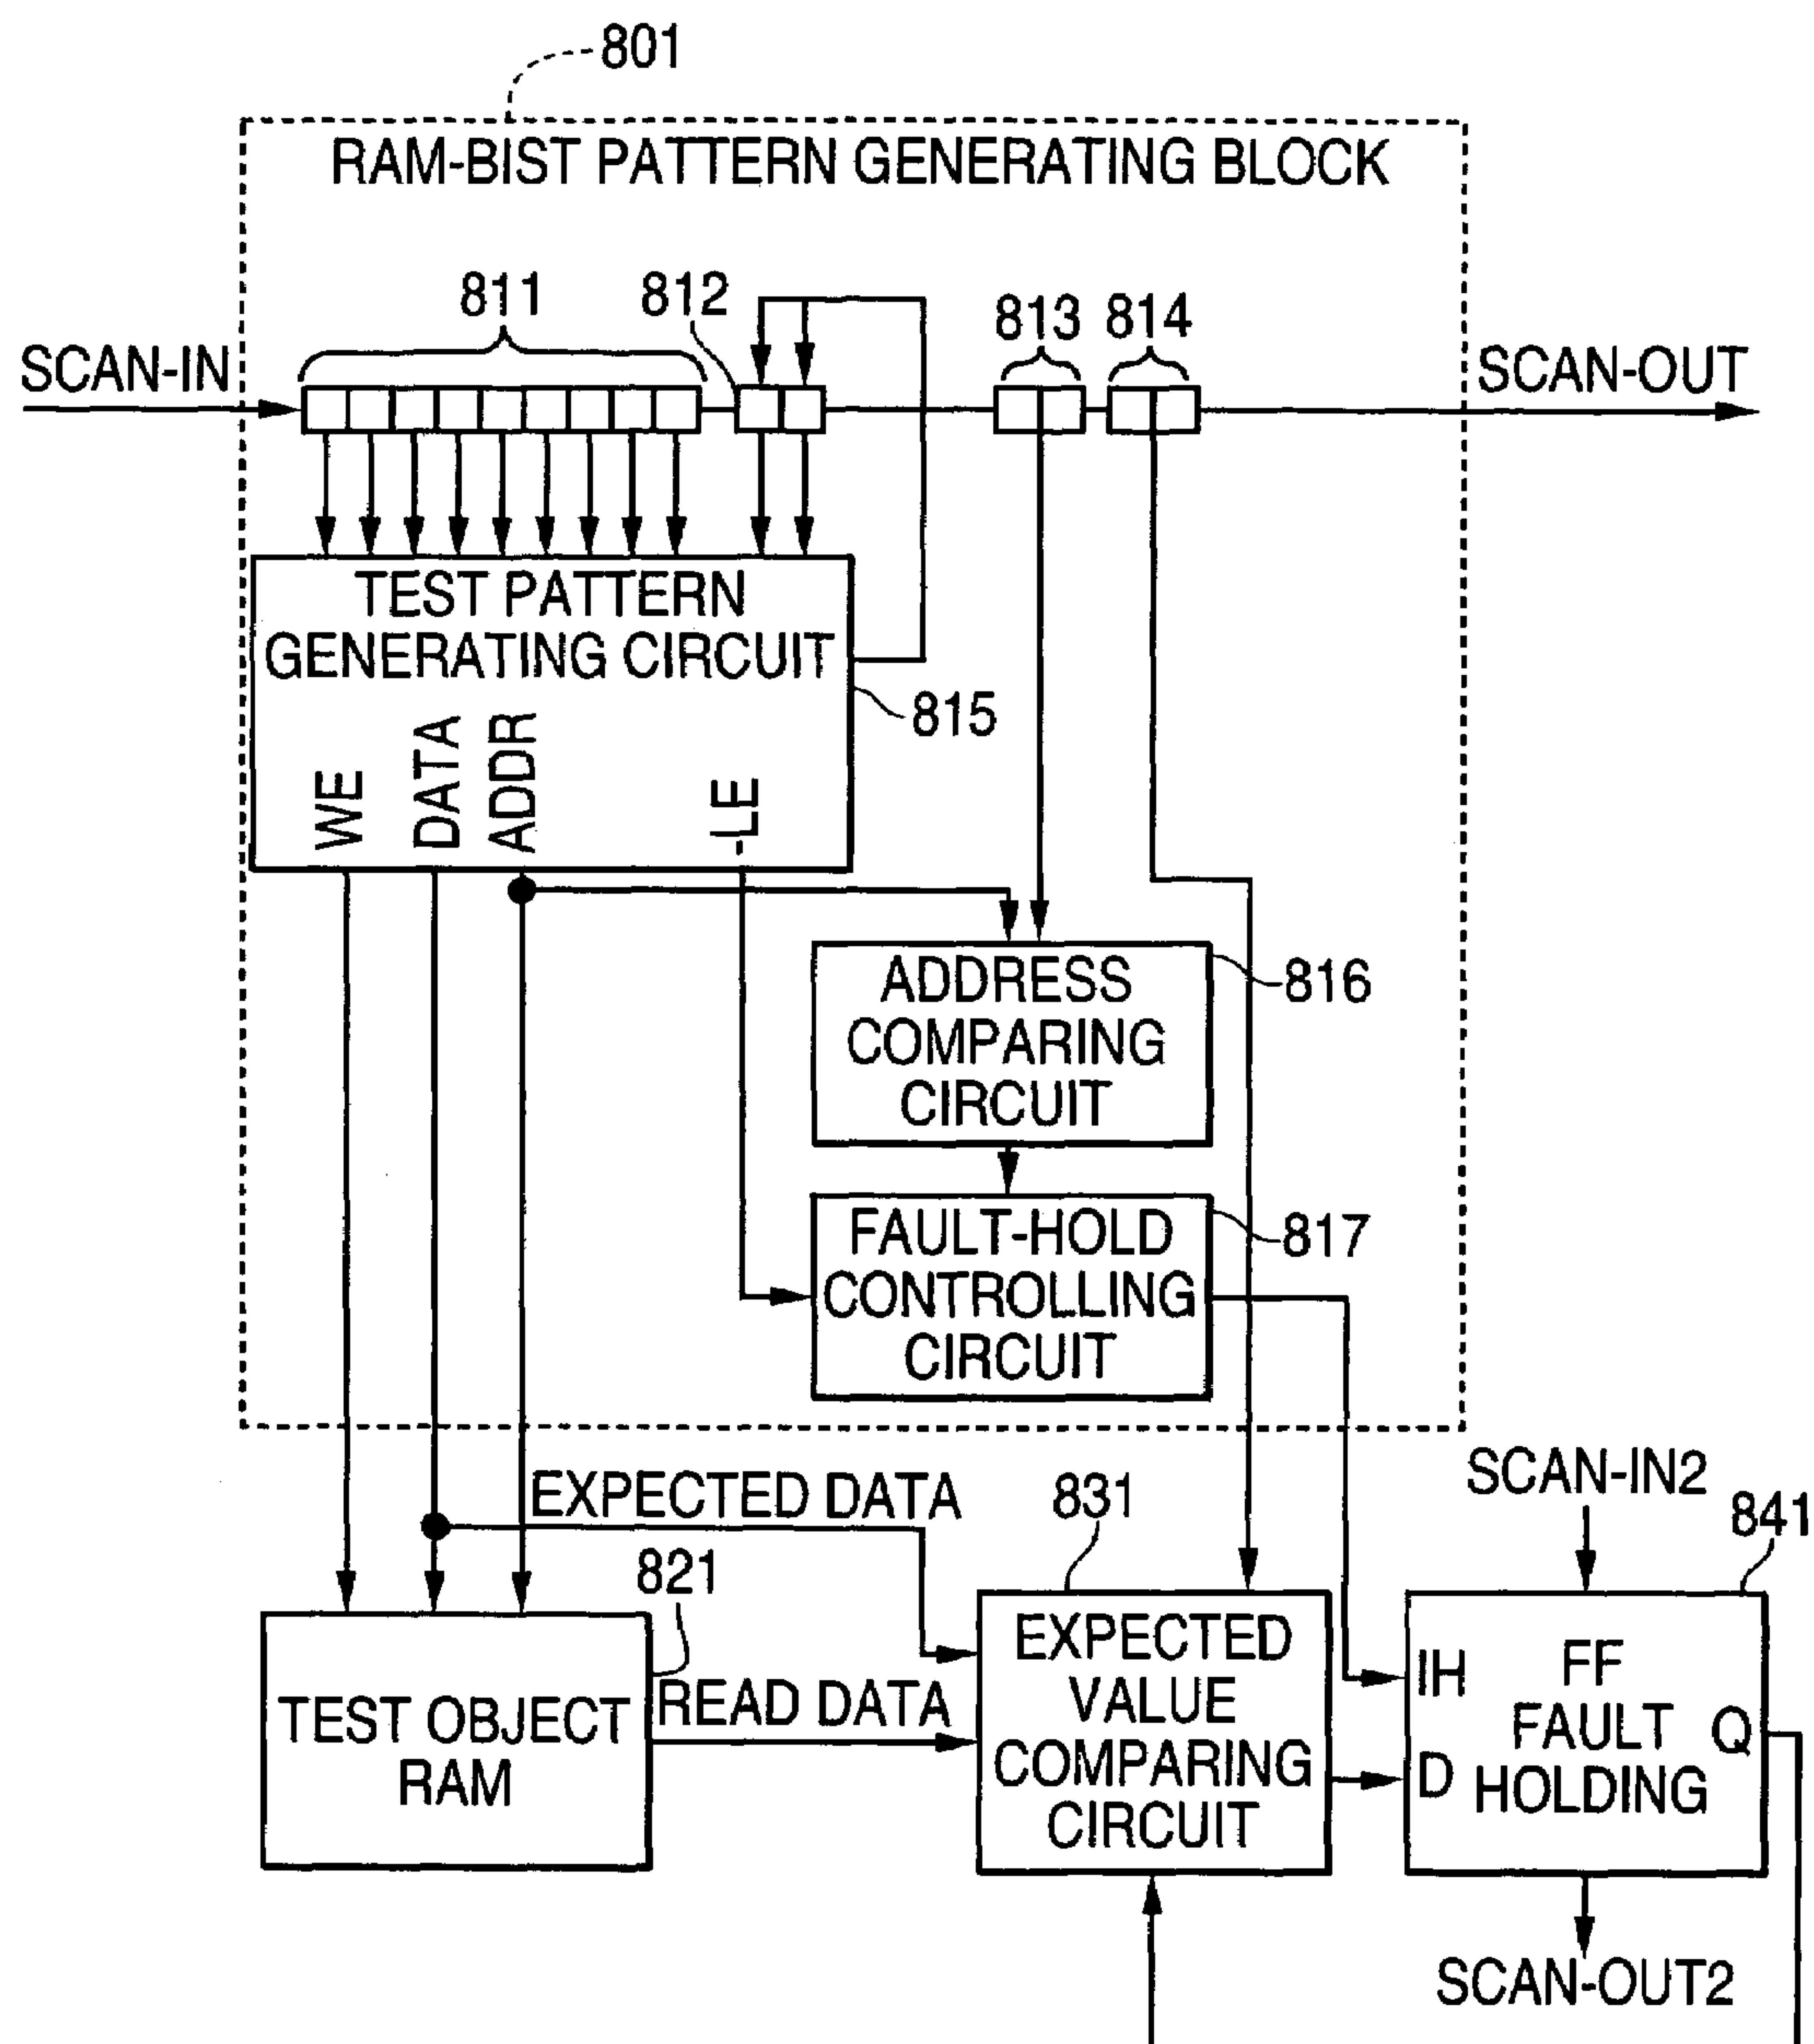 801
RAM-BIST PATTERN GENERATING BLOCK
811
812
813
814
SCAN-IN
SCAN-OUT
TEST PATTERN
GENERATING CIRCUIT
815
WE
DATA
ADDR
-LE
ADDRESS
COMPARING
CIRCUIT
816
FAULT-HOLD
CONTROLLING
CIRCUIT
817
EXPECTED DATA
831
SCAN-IN2
841
821
TEST OBJECT
RAM
READ DATA
EXPECTED
VALUE
COMPARING
CIRCUIT
IH
D
FF
FAULT
HOLDING
Q
SCAN-OUT2